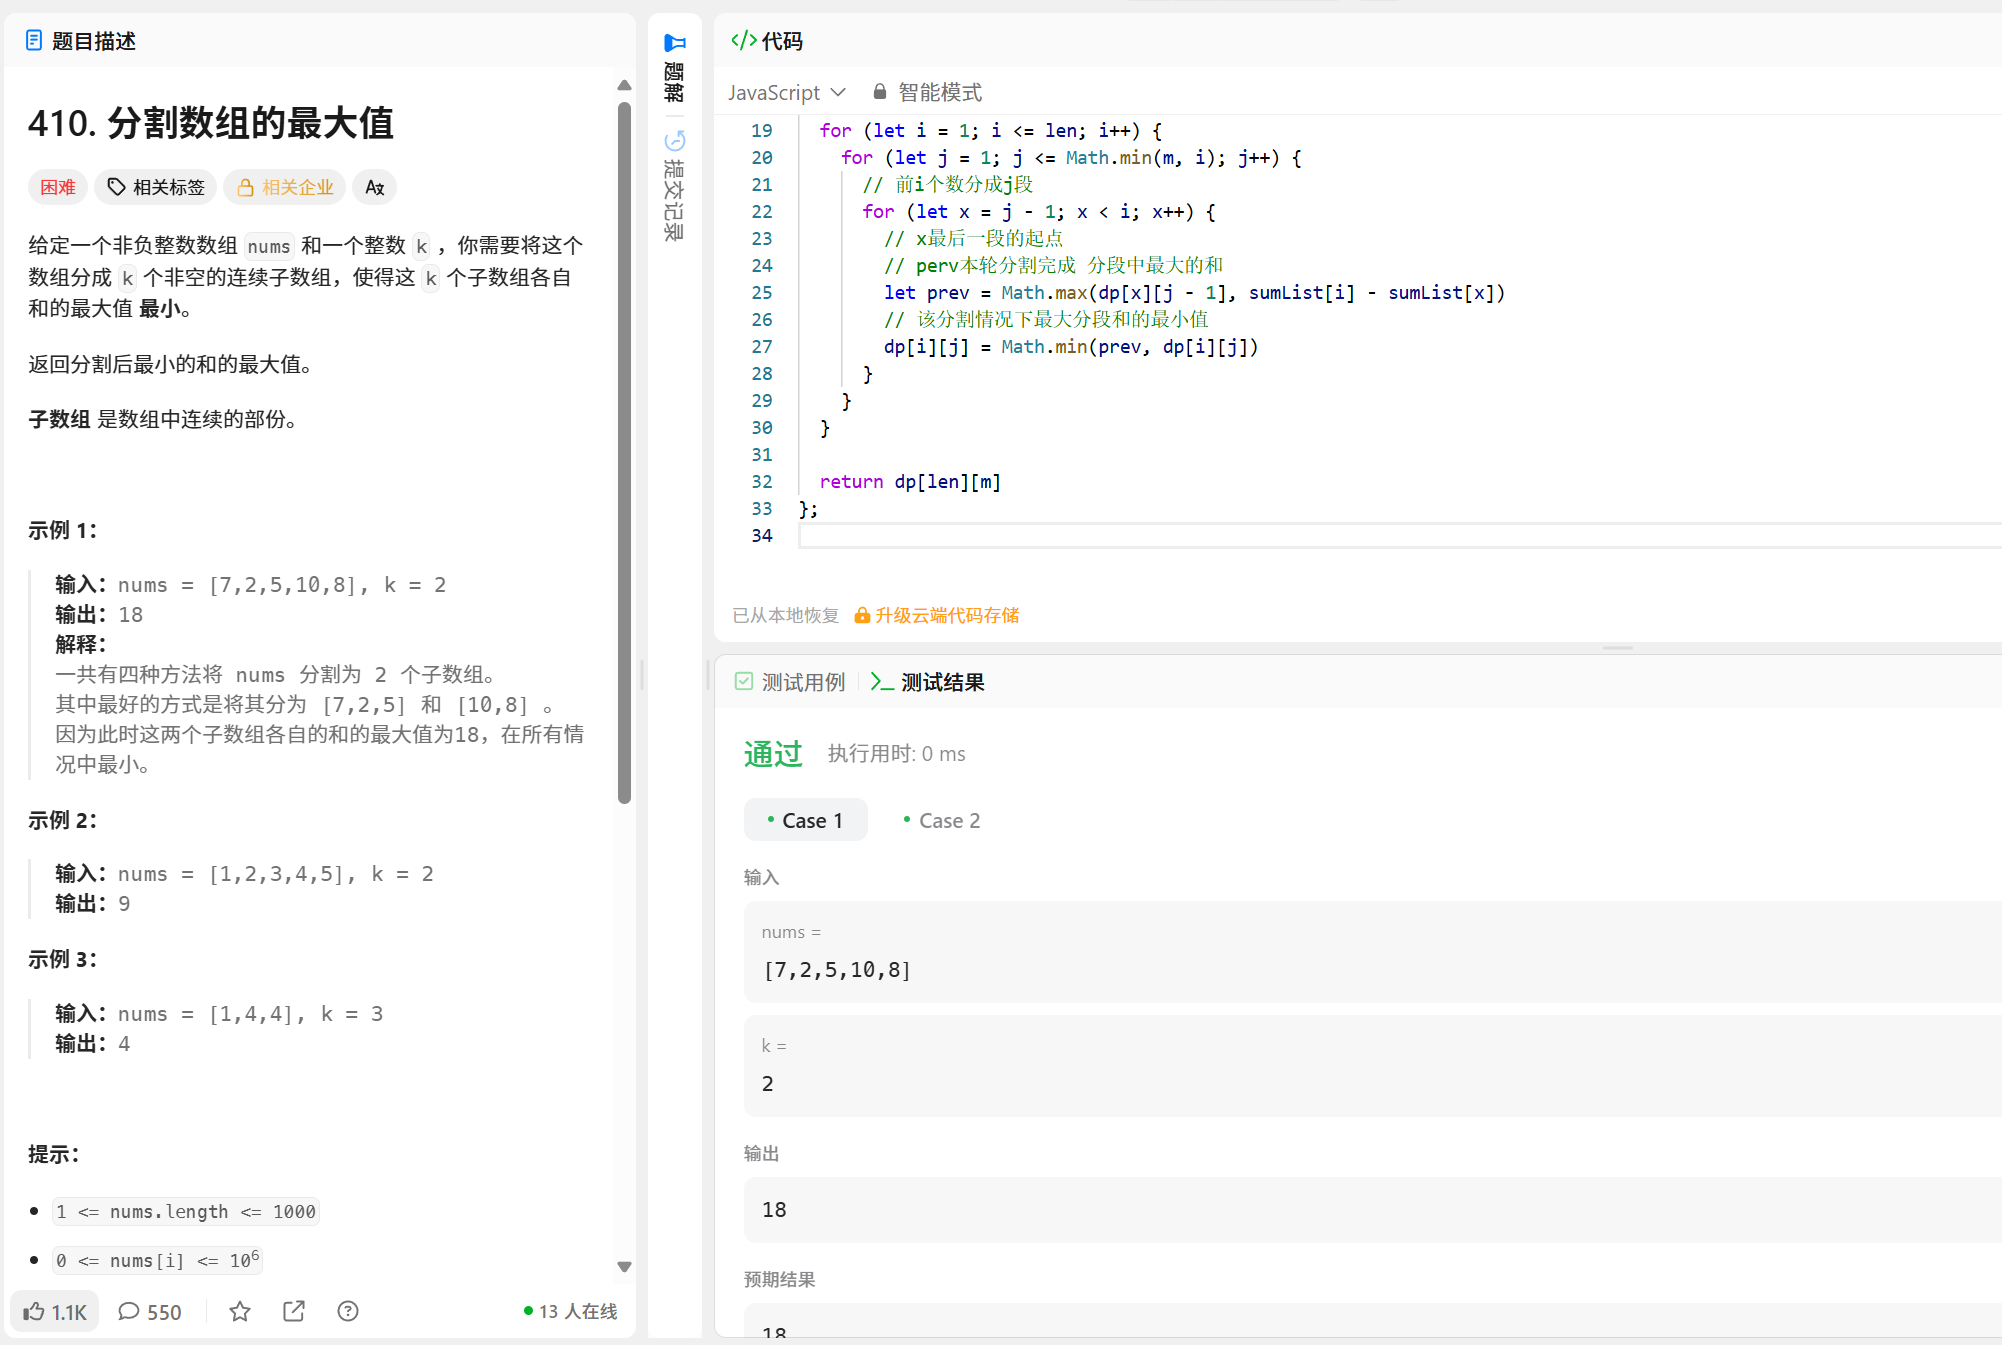 题目描述
410. 分割数组的最大值
困难 相关标签 相关企业 Aあ
给定一个非负整数数组 nums 和一个整数 k ，你需要将这个
数组分成 k 个非空的连续子数组，使得这 k 个子数组各自
和的最大值 最小。
返回分割后最小的和的最大值。
子数组 是数组中连续的部份。
示例 1：
输入：nums = [7,2,5,10,8], k = 2
输出：18
解释：
一共有四种方法将 nums 分割为 2 个子数组。
其中最好的方式是将其分为 [7,2,5] 和 [10,8] 。
因为此时这两个子数组各自的和的最大值为18，在所有情
况中最小。
示例 2：
输入：nums = [1,2,3,4,5], k = 2
输出：9
示例 3：
输入：nums = [1,4,4], k = 3
输出：4
提示：
1 <= nums.length <= 1000
0 <= nums[i] <= 10⁶
1.1K 550 13 人在线
题解
提交记录
</> 代码
JavaScript 智能模式
19 for (let i = 1; i <= len; i++) {
20 for (let j = 1; j <= Math.min(m, i); j++) {
21 // 前i个数分成j段
22 for (let x = j - 1; x < i; x++) {
23 // x最后一段的起点
24 // perv本轮分割完成 分段中最大的和
25 let prev = Math.max(dp[x][j - 1], sumList[i] - sumList[x])
26 // 该分割情况下最大分段和的最小值
27 dp[i][j] = Math.min(prev, dp[i][j])
28 }
29 }
30 }
31
32 return dp[len][m]
33 };
34
已从本地恢复 升级云端代码存储
测试用例 测试结果
通过 执行用时: 0 ms
Case 1 Case 2
输入
nums =
[7,2,5,10,8]
k =
2
输出
18
预期结果
18